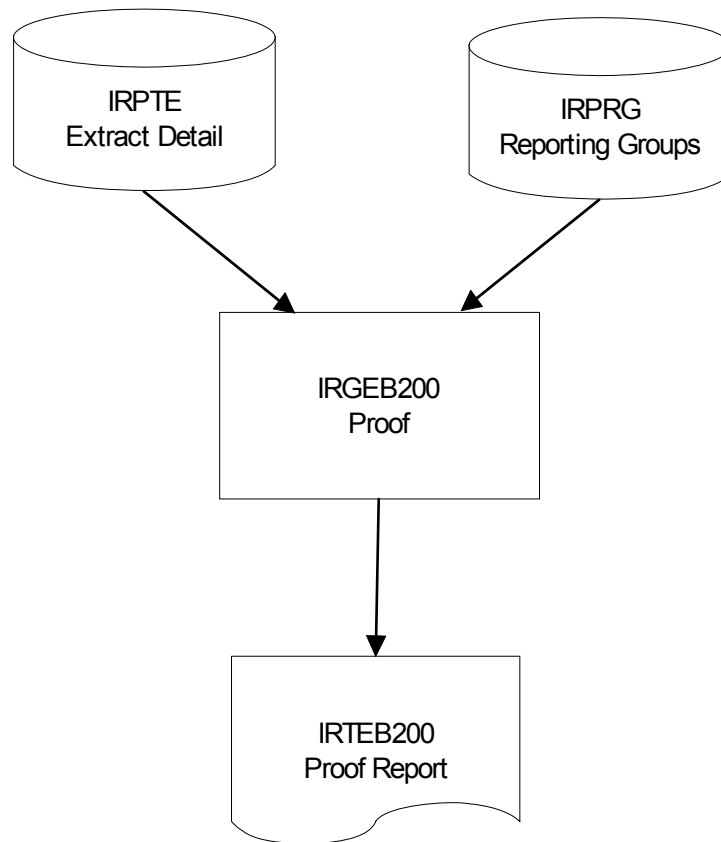 IRPTE
Extract Detail
IRPRG
Reporting Groups
IRGEB200
Proof
IRTEB200
Proof Report